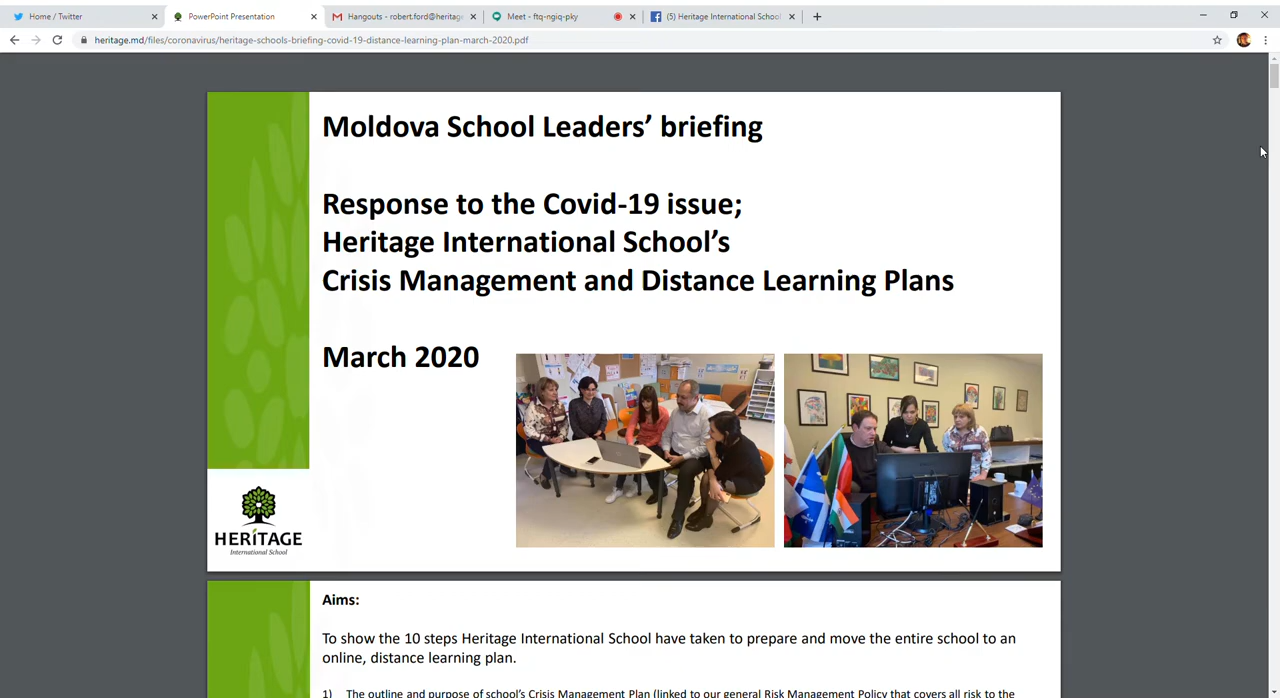 Home / Twitter
PowerPoint Presentation
Hangouts - robert.ford@heritage
Meet - ftq-ngiq-pky
(5) Heritage International School
heritage.md/files/coronavirus/heritage-schools-briefing-covid-19-distance-learning-plan-march-2020.pdf
Moldova School Leaders’ briefing
Response to the Covid-19 issue;
Heritage International School’s
Crisis Management and Distance Learning Plans
March 2020
HERITAGE
International School
Aims:
To show the 10 steps Heritage International School have taken to prepare and move the entire school to an
online, distance learning plan.
1) The outline and purpose of school’s Crisis Management Plan (linked to our general Risk Management Policy that covers all risk to the